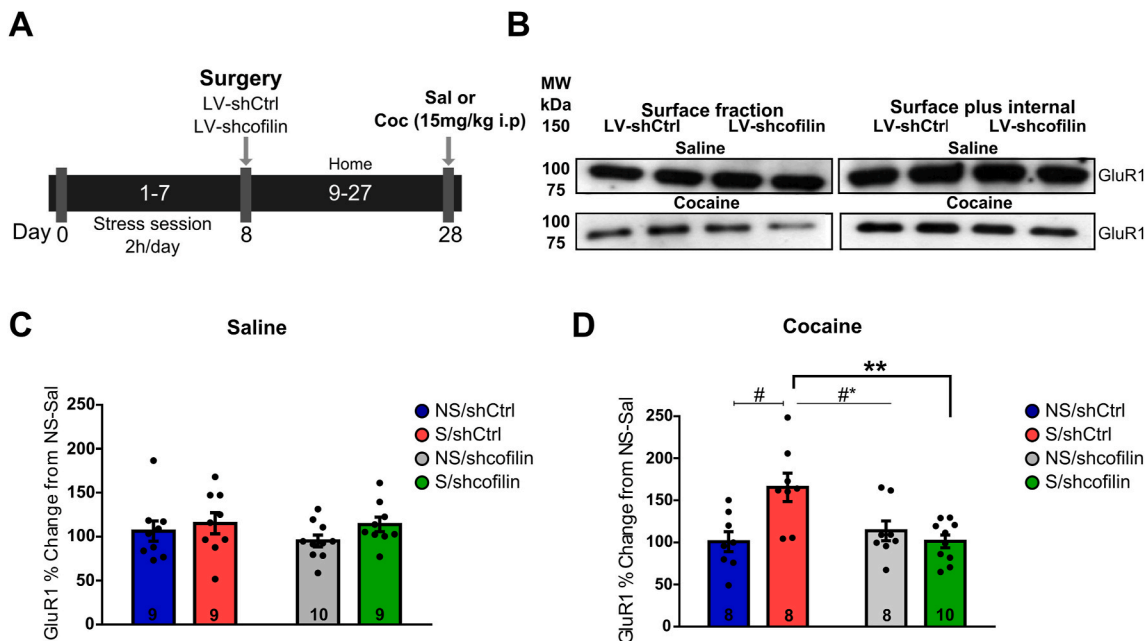 A
Surgery
LV-shCtrl
LV-shcofilin
Sal or
Coc (15mg/kg i.p)
Home
1-7
9-27
Stress session
2h/day
Day 0
8
28
B
MW
kDa
150
100
75
100
75
Surface fraction
LV-shCtrl LV-shcofilin
Saline
Cocaine
Surface plus internal
LV-shCtrl LV-shcofilin
Saline
GluR1
Cocaine
GluR1
C
Saline
GluR1 % Change from NS-Sal
250
200
150
100
50
0
9
9
10
9
NS/shCtrl
S/shCtrl
NS/shcofilin
S/shcofilin
D
Cocaine
**
#
#*
GluR1 % Change from NS-Sal
250
200
150
100
50
0
8
8
8
10
NS/shCtrl
S/shCtrl
NS/shcofilin
S/shcofilin